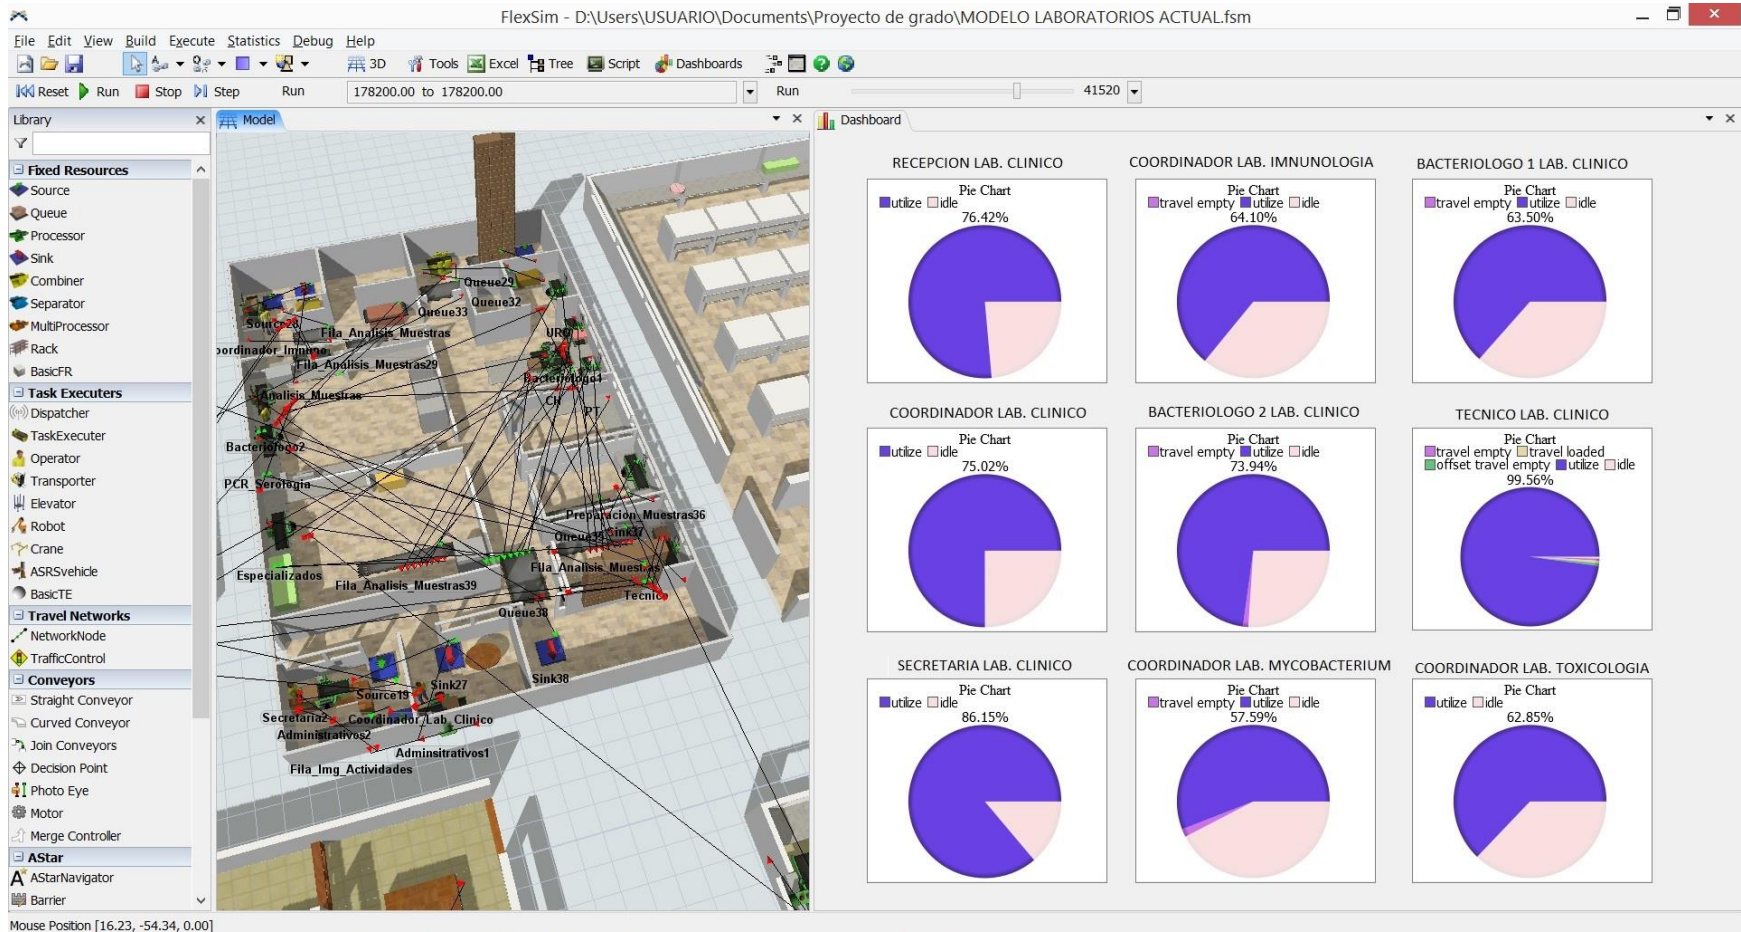 FlexSim - D:\Users\USUARIO\Documents\Proyecto de grado\MODELO LABORATORIOS ACTUAL.fsm
File Edit View Build Execute Statistics Debug Help
3D Tools Excel Tree Script Dashboards
Reset Run Stop Step Run 178200.00 to 178200.00 Run 41520
Library
Fixed Resources
Source
Queue
Processor
Sink
Combiner
Separator
MultiProcessor
Rack
BasicFR
Task Executers
Dispatcher
TaskExecuter
Operator
Transporter
Elevator
Robot
Crane
ASRSvehicle
BasicTE
Travel Networks
NetworkNode
TrafficControl
Conveyors
Straight Conveyor
Curved Conveyor
Join Conveyors
Decision Point
Photo Eye
Motor
Merge Controller
AStar
AStarNavigator
Barrier
Model
Queue29
Queue32
Queue33
Source28
Fila_Analisis_Muestras
URO
oordinador_Inmuno
Fila_Analisis_Muestras29
Bacteriologo1
Analisis_Muestras
CH
PT
Bacteriologo2
PCR_Serologia
Preparacion_Muestras36
Sink37
Fila_Analisis_Muestras
Especializados
Fila_Analisis_Muestras39
Tecnico
Queue38
Sink27
Sink38
Source19
Secretaria2
Coordinador_Lab_Clinico
Administrativos2
Adminsitrativos1
Fila_Img_Actividades
Dashboard
RECEPCION LAB. CLINICO
Pie Chart
utilize idle
76.42%
COORDINADOR LAB. IMNUNOLOGIA
Pie Chart
travel empty utilize idle
64.10%
BACTERIOLOGO 1 LAB. CLINICO
Pie Chart
travel empty utilize idle
63.50%
COORDINADOR LAB. CLINICO
Pie Chart
utilize idle
75.02%
BACTERIOLOGO 2 LAB. CLINICO
Pie Chart
travel empty utilize idle
73.94%
TECNICO LAB. CLINICO
Pie Chart
travel empty travel loaded
offset travel empty utilize idle
99.56%
SECRETARIA LAB. CLINICO
Pie Chart
utilize idle
86.15%
COORDINADOR LAB. MYCOBACTERIUM
Pie Chart
travel empty utilize idle
57.59%
COORDINADOR LAB. TOXICOLOGIA
Pie Chart
utilize idle
62.85%
Mouse Position [16.23, -54.34, 0.00]